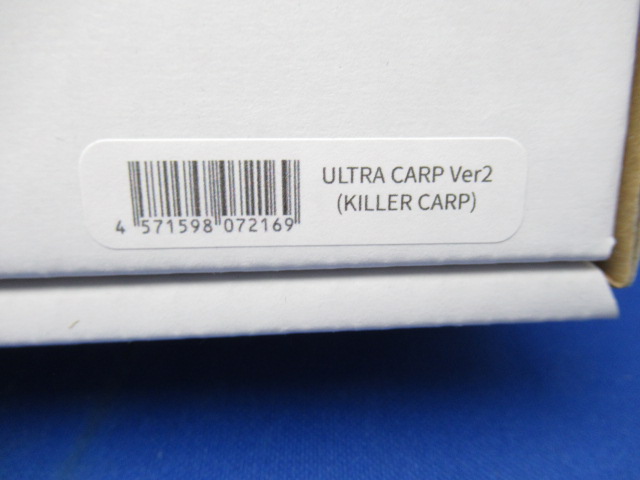 ULTRA CARP Ver2
(KILLER CARP)
4 571598 072169